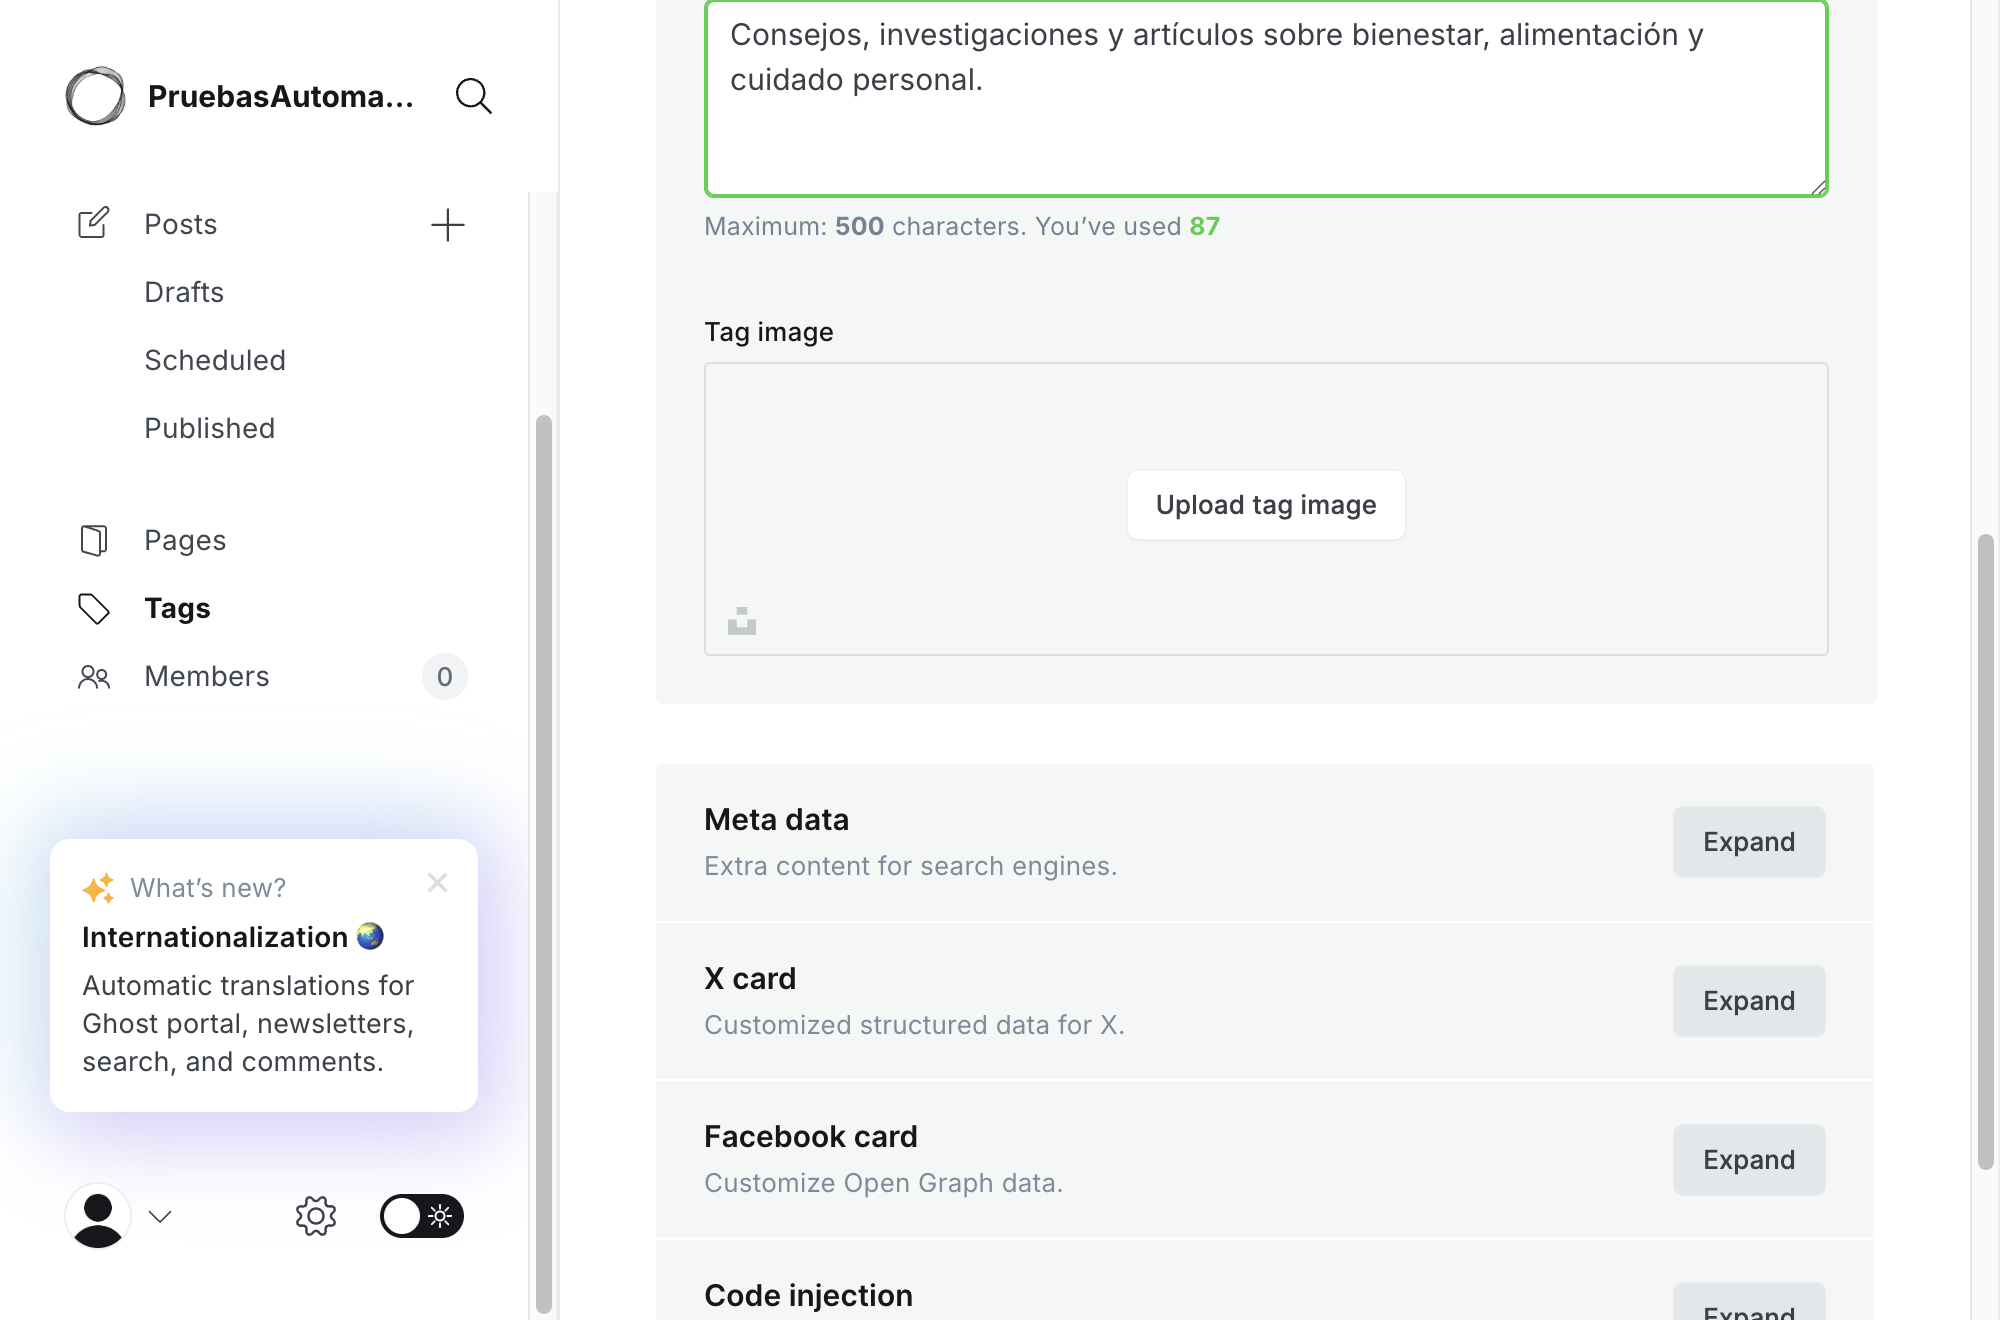 PruebasAutoma...
Posts
Drafts
Scheduled
Published
Pages
Tags
Members
0
What’s new?
Internationalization
Automatic translations for
Ghost portal, newsletters,
search, and comments.
Consejos, investigaciones y artículos sobre bienestar, alimentación y
cuidado personal.
Maximum: 500 characters. You’ve used 87
Tag image
Upload tag image
Meta data
Extra content for search engines.
Expand
X card
Customized structured data for X.
Expand
Facebook card
Customize Open Graph data.
Expand
Code injection
Expand